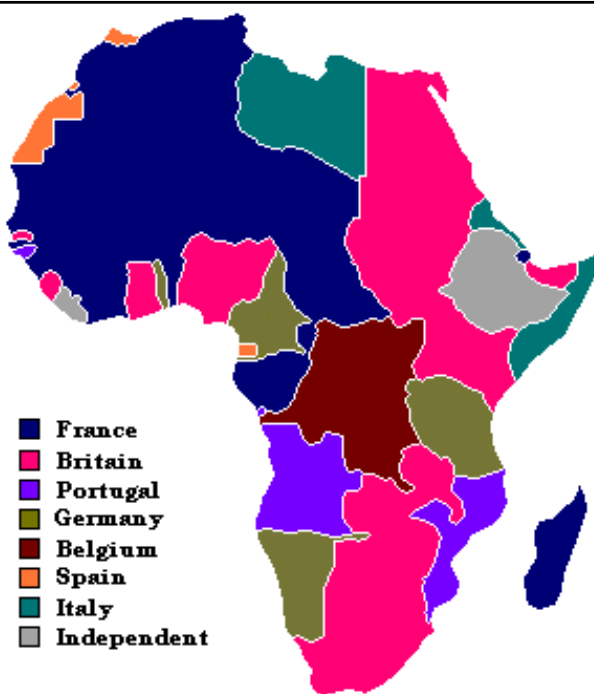 France
Britain
Portugal
Germany
Belgium
Spain
Italy
Independent